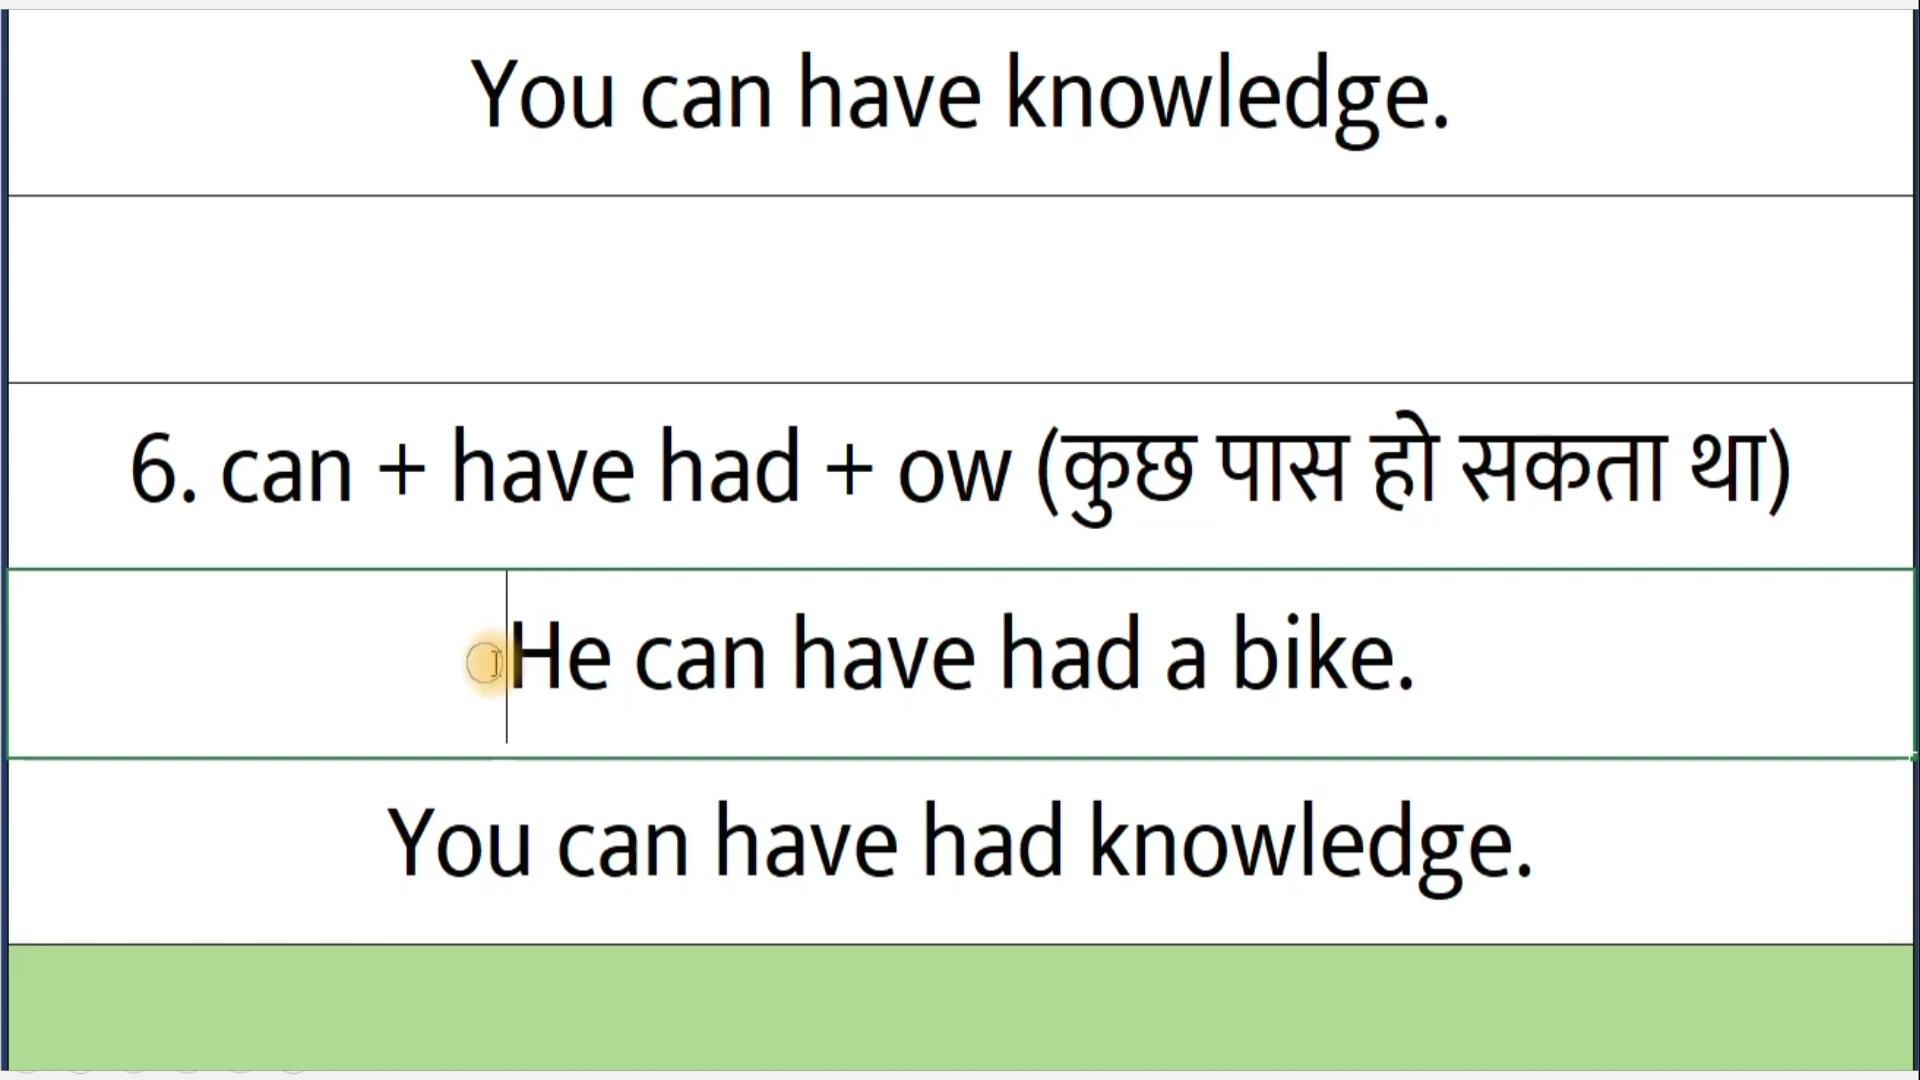 You can have knowledge.
6. can + have had + ow (कुछ पास हो सकता था)
He can have had a bike.
You can have had knowledge.